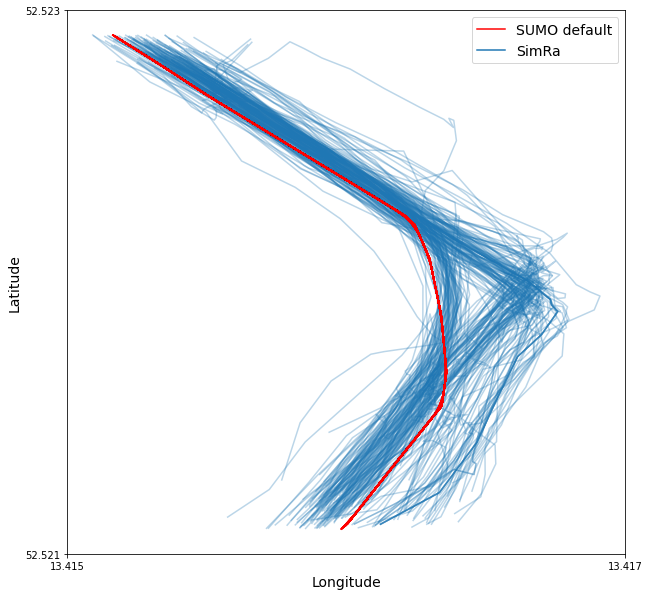 52.523
SUMO default
SimRa
Latitude
52.521
13.415
13.417
Longitude